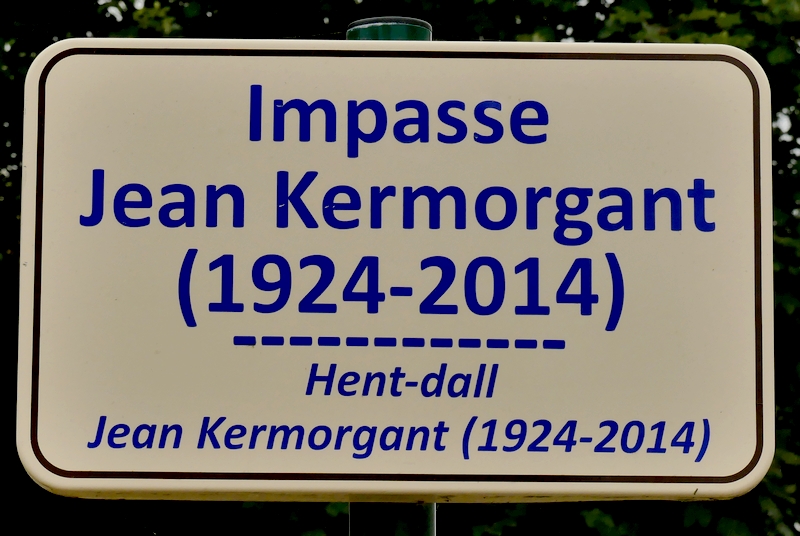 Impasse
Jean Kermorgant
(1924-2014)
Hent-dall
Jean Kermorgant (1924-2014)